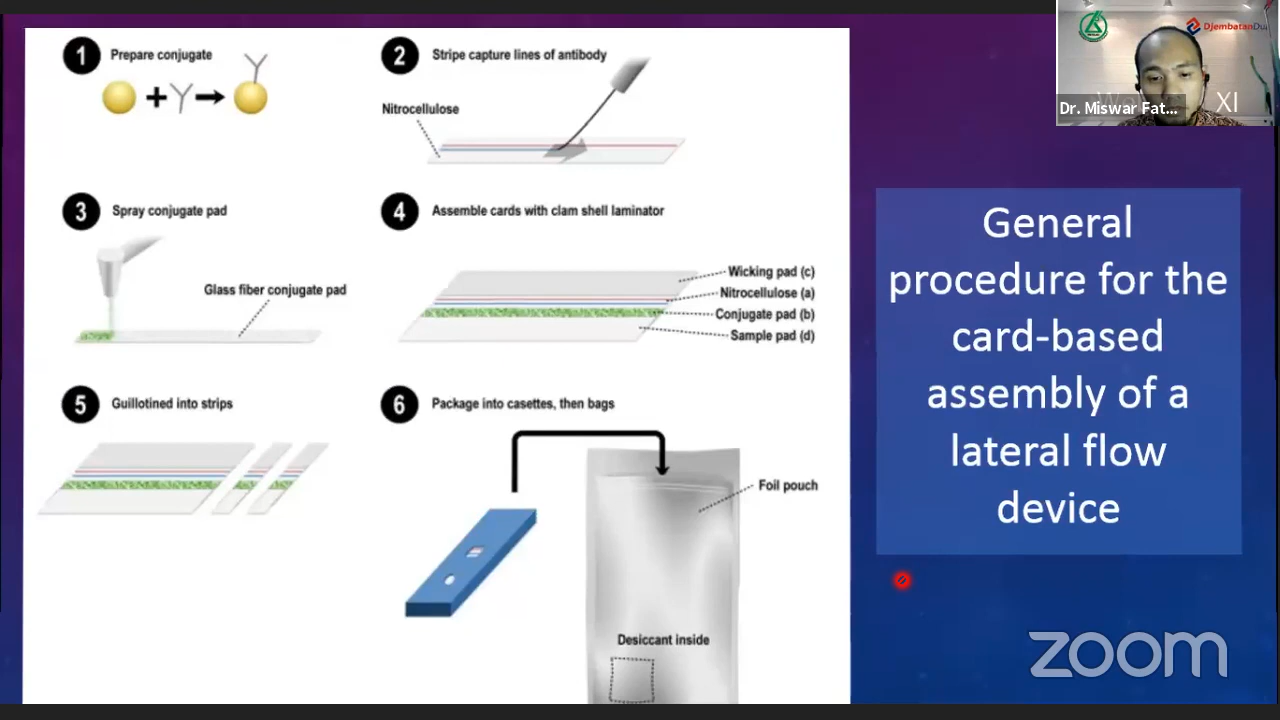 1 Prepare conjugate
2 Stripe capture lines of antibody
Nitrocellulose
3 Spray conjugate pad
Glass fiber conjugate pad
4 Assemble cards with clam shell laminator
Wicking pad (c)
Nitrocellulose (a)
Conjugate pad (b)
Sample pad (d)
5 Guillotined into strips
6 Package into casettes, then bags
Foil pouch
Desiccant inside
General
procedure for the
card-based
assembly of a
lateral flow
device
XI
Dr. Miswar Fat...
zoom